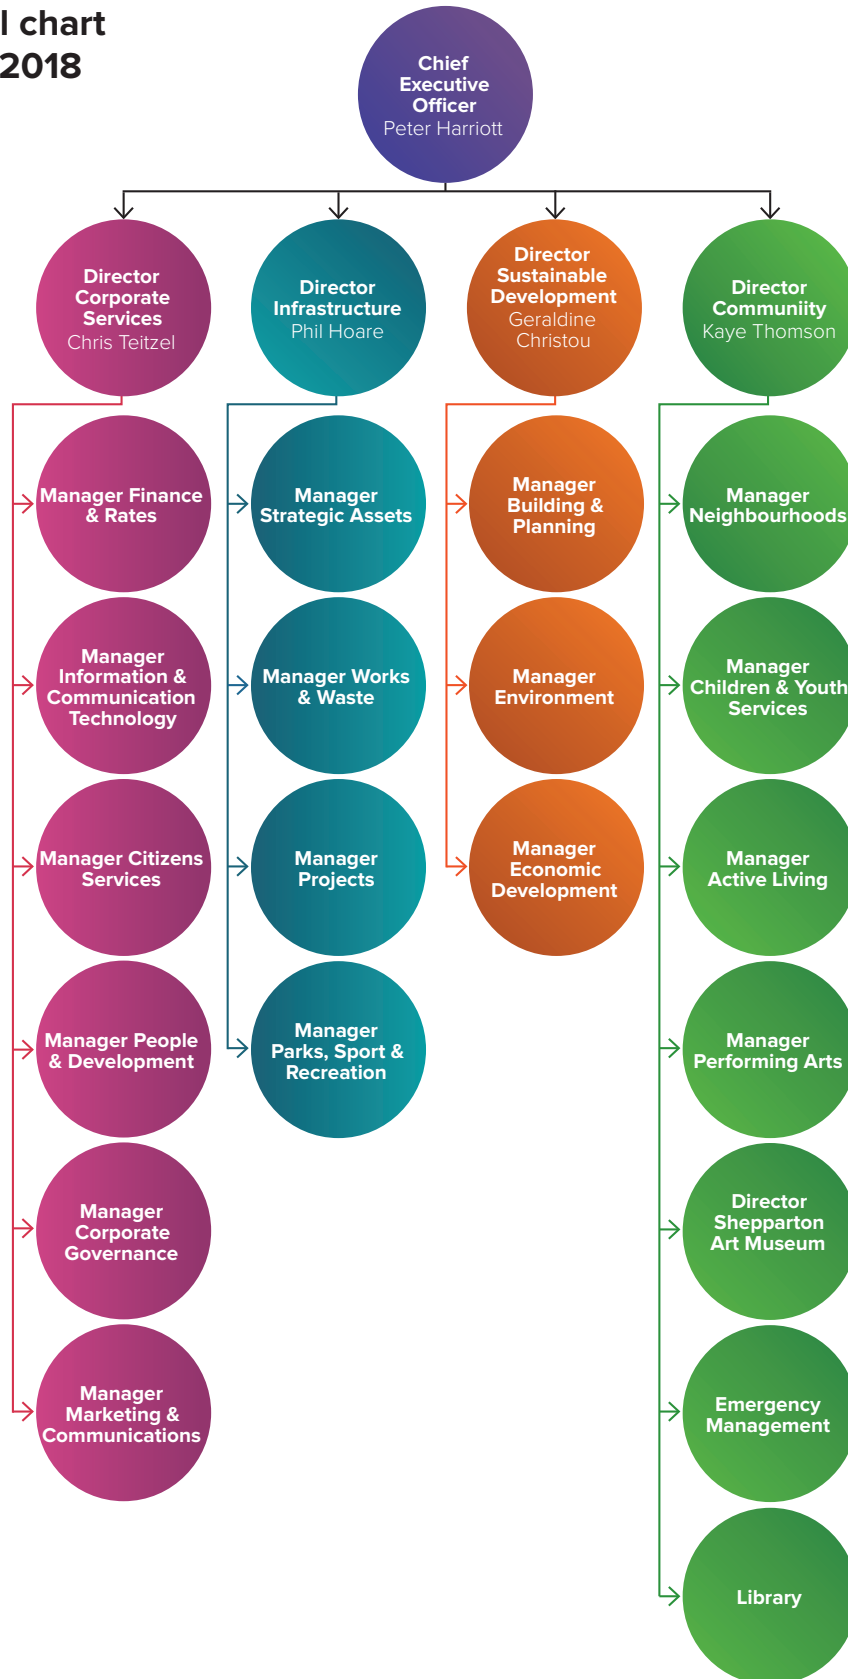 l chart
2018
Chief
Executive
Officer
Peter Harriott
Director
Corporate
Services
Chris Teitzel
Director
Infrastructure
Phil Hoare
Director
Sustainable
Development
Geraldine
Christou
Director
Communiity
Kaye Thomson
Manager Finance
& Rates
Manager
Information &
Communication
Technology
Manager Citizens
Services
Manager People
& Development
Manager
Corporate
Governance
Manager
Marketing &
Communications
Manager
Strategic Assets
Manager Works
& Waste
Manager
Projects
Manager
Parks, Sport &
Recreation
Manager
Building &
Planning
Manager
Environment
Manager
Economic
Development
Manager
Neighbourhoods
Manager
Children & Youth
Services
Manager
Active Living
Manager
Performing Arts
Director
Shepparton
Art Museum
Emergency
Management
Library